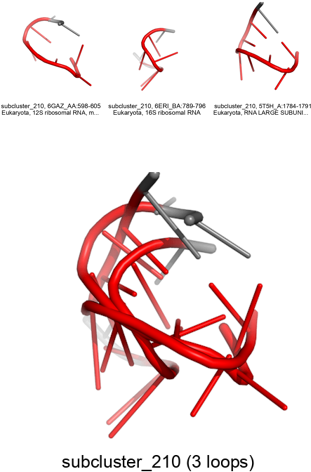 subcluster_210, 6GAZ_AA:598-605
Eukaryota, 12S ribosomal RNA, m...
subcluster_210, 6ERI_BA:789-796
Eukaryota, 16S ribosomal RNA
subcluster_210, 5T5H_A:1784-1791
Eukaryota, RNA LARGE SUBUNI...
subcluster_210 (3 loops)